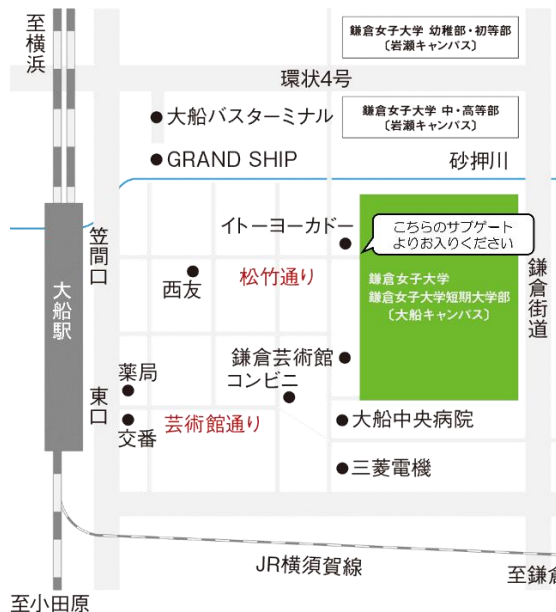 至横浜
鎌倉女子大学 幼稚部・初等部
〔岩瀬キャンパス〕
環状4号
大船バスターミナル
鎌倉女子大学 中・高等部
〔岩瀬キャンパス〕
GRAND SHIP
砂押川
イトーヨーカドー
こちらのサブゲート
よりお入りください
笠間口
西友
松竹通り
鎌倉女子大学
鎌倉女子大学短期大学部
〔大船キャンパス〕
鎌倉街道
大船駅
鎌倉芸術館
コンビニ
薬局
東口
交番
芸術館通り
大船中央病院
三菱電機
JR横須賀線
至鎌倉
至小田原